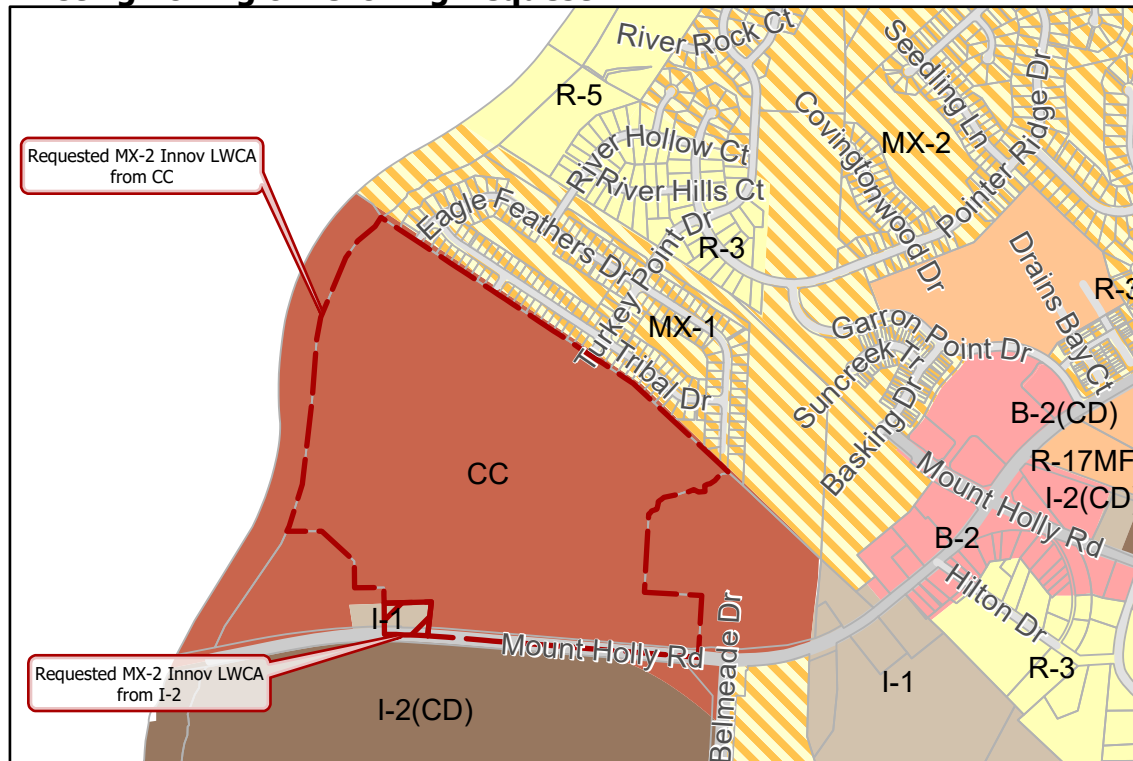 River Rock Ct
Seedling Ln
R-5
Covingtonwood Dr
MX-2
Pointer Ridge Dr
Requested MX-2 Innov LWCA
from CC
River Hollow Ct
River Hills Ct
Eagle Feathers Dr
Turkey Point Dr
R-3
Drains Bay Ct
R-3
MX-1
Garron Point Dr
Suncreek Tr
Tribal Dr
Basking Dr
B-2(CD)
CC
R-17MF
I-2(CD
Mount Holly Rd
B-2
Hilton Dr
I-1
Belmeade Dr
Mount Holly Rd
Requested MX-2 Innov LWCA
from I-2
R-3
I-1
I-2(CD)